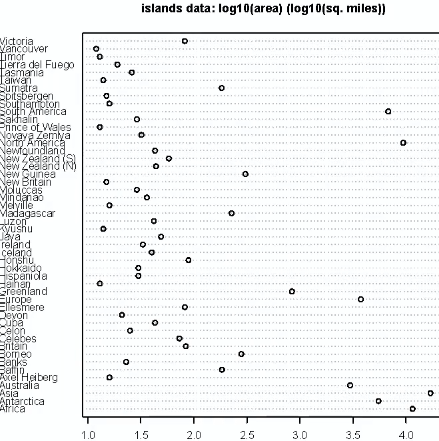 islands data: log10(area) (log10(sq. miles))
Victoria
Vancouver
Timor
Tierra del Fuego
Tasmania
Taiwan
Sumatra
Spitsbergen
Southampton
South America
Sakhalin
Prince of Wales
Novaya Zemlya
North America
Newfoundland
New Zealand (S)
New Zealand (N)
New Guinea
New Britain
Moluccas
Mindanao
Melville
Madagascar
Luzon
Kyushu
Java
Ireland
Iceland
Honshu
Hokkaido
Hispaniola
Hainan
Greenland
Europe
Ellesmere
Devon
Cuba
Celon
Celebes
Britain
Borneo
Banks
Baffin
Axel Heiberg
Australia
Asia
Antarctica
Africa
1.0 1.5 2.0 2.5 3.0 3.5 4.0